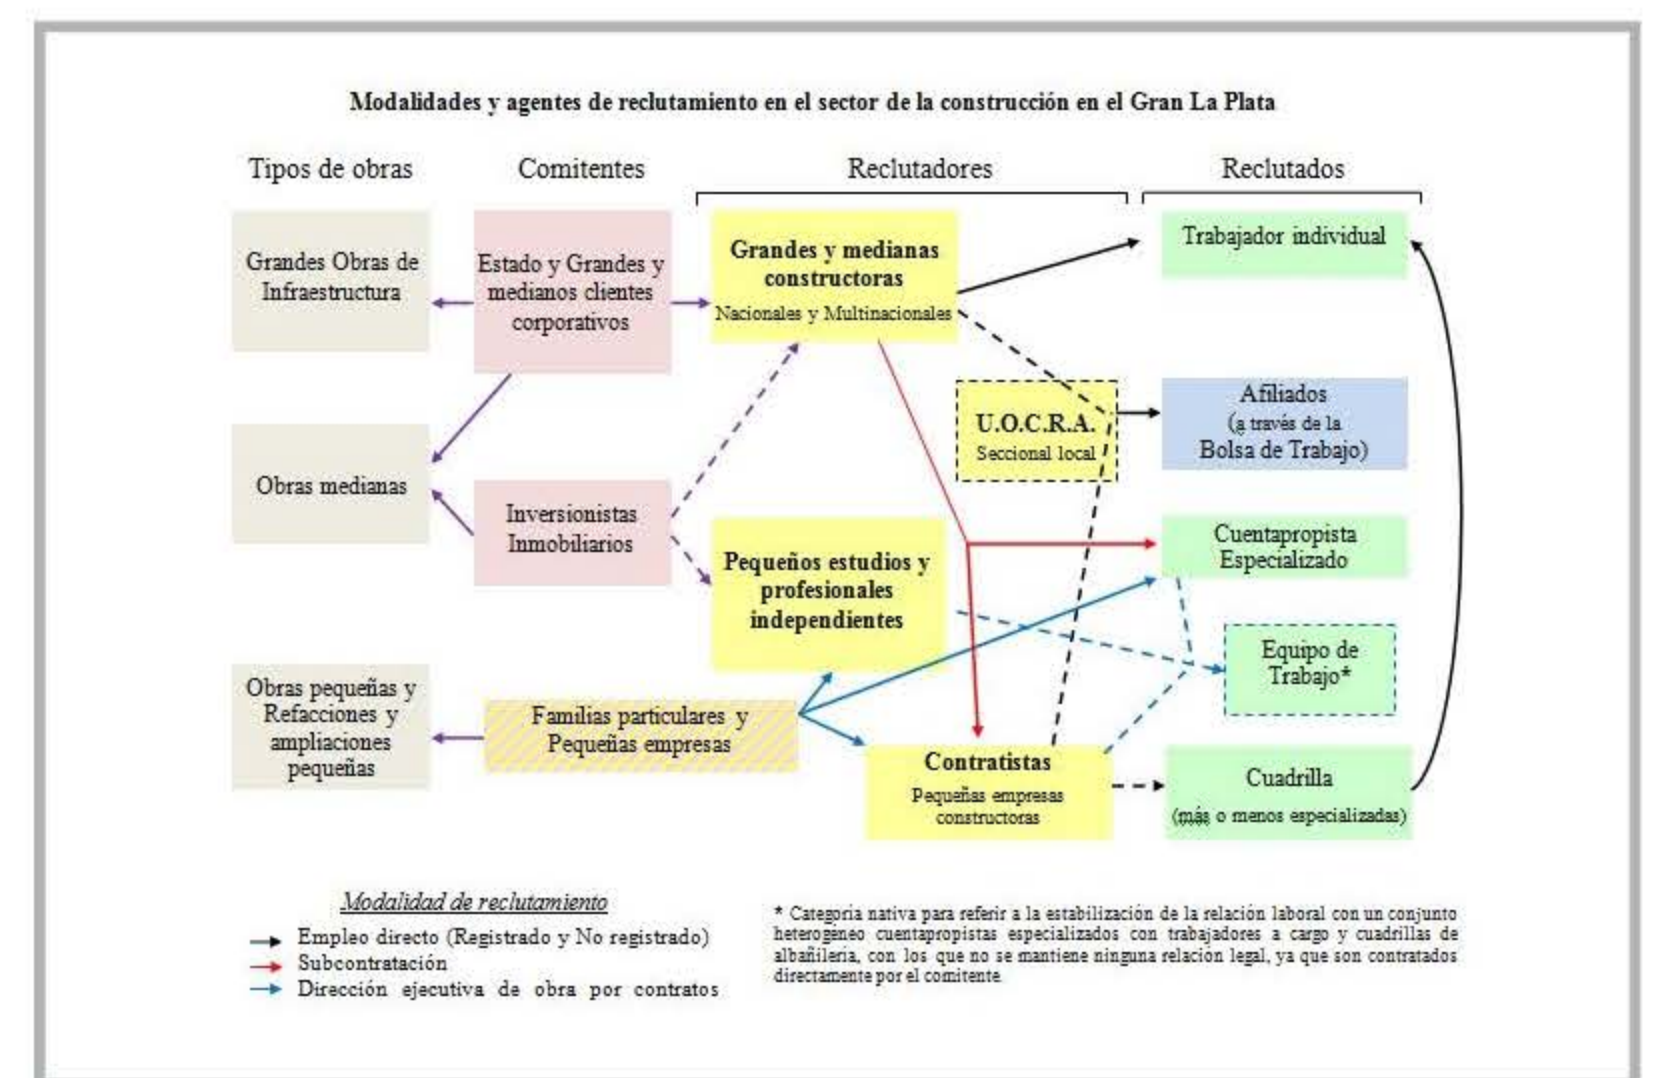 Modalidades y agentes de reclutamiento en el sector de la construcción en el Gran La Plata
Tipos de obras
Comitentes
Reclutadores
Reclutados
Grandes Obras de
Infraestructura
Estado y Grandes y
medianos clientes
corporativos
Grandes y medianas
constructoras
Nacionales y Multinacionales
Trabajador individual
U.O.C.R.A.
Seccional local
Afiliados
(a través de la
Bolsa de Trabajo)
Obras medianas
Inversionistas
Inmobiliarios
Pequeños estudios y
profesionales
independientes
Cuentapropista
Especializado
Equipo de
Trabajo*
Obras pequeñas y
Refacciones y
ampliaciones
pequeñas
Familias particulares y
Pequeñas empresas
Contratistas
Pequeñas empresas
constructoras
Cuadrilla
(más o menos especializadas)
Modalidad de reclutamiento
Empleo directo (Registrado y No registrado)
Subcontratación
Dirección ejecutiva de obra por contratos
* Categoría nativa para referir a la estabilización de la relación laboral con un conjunto
heterogéneo cuentapropistas especializados con trabajadores a cargo y cuadrillas de
albañilería, con los que no se mantiene ninguna relación legal, ya que son contratados
directamente por el comitente.